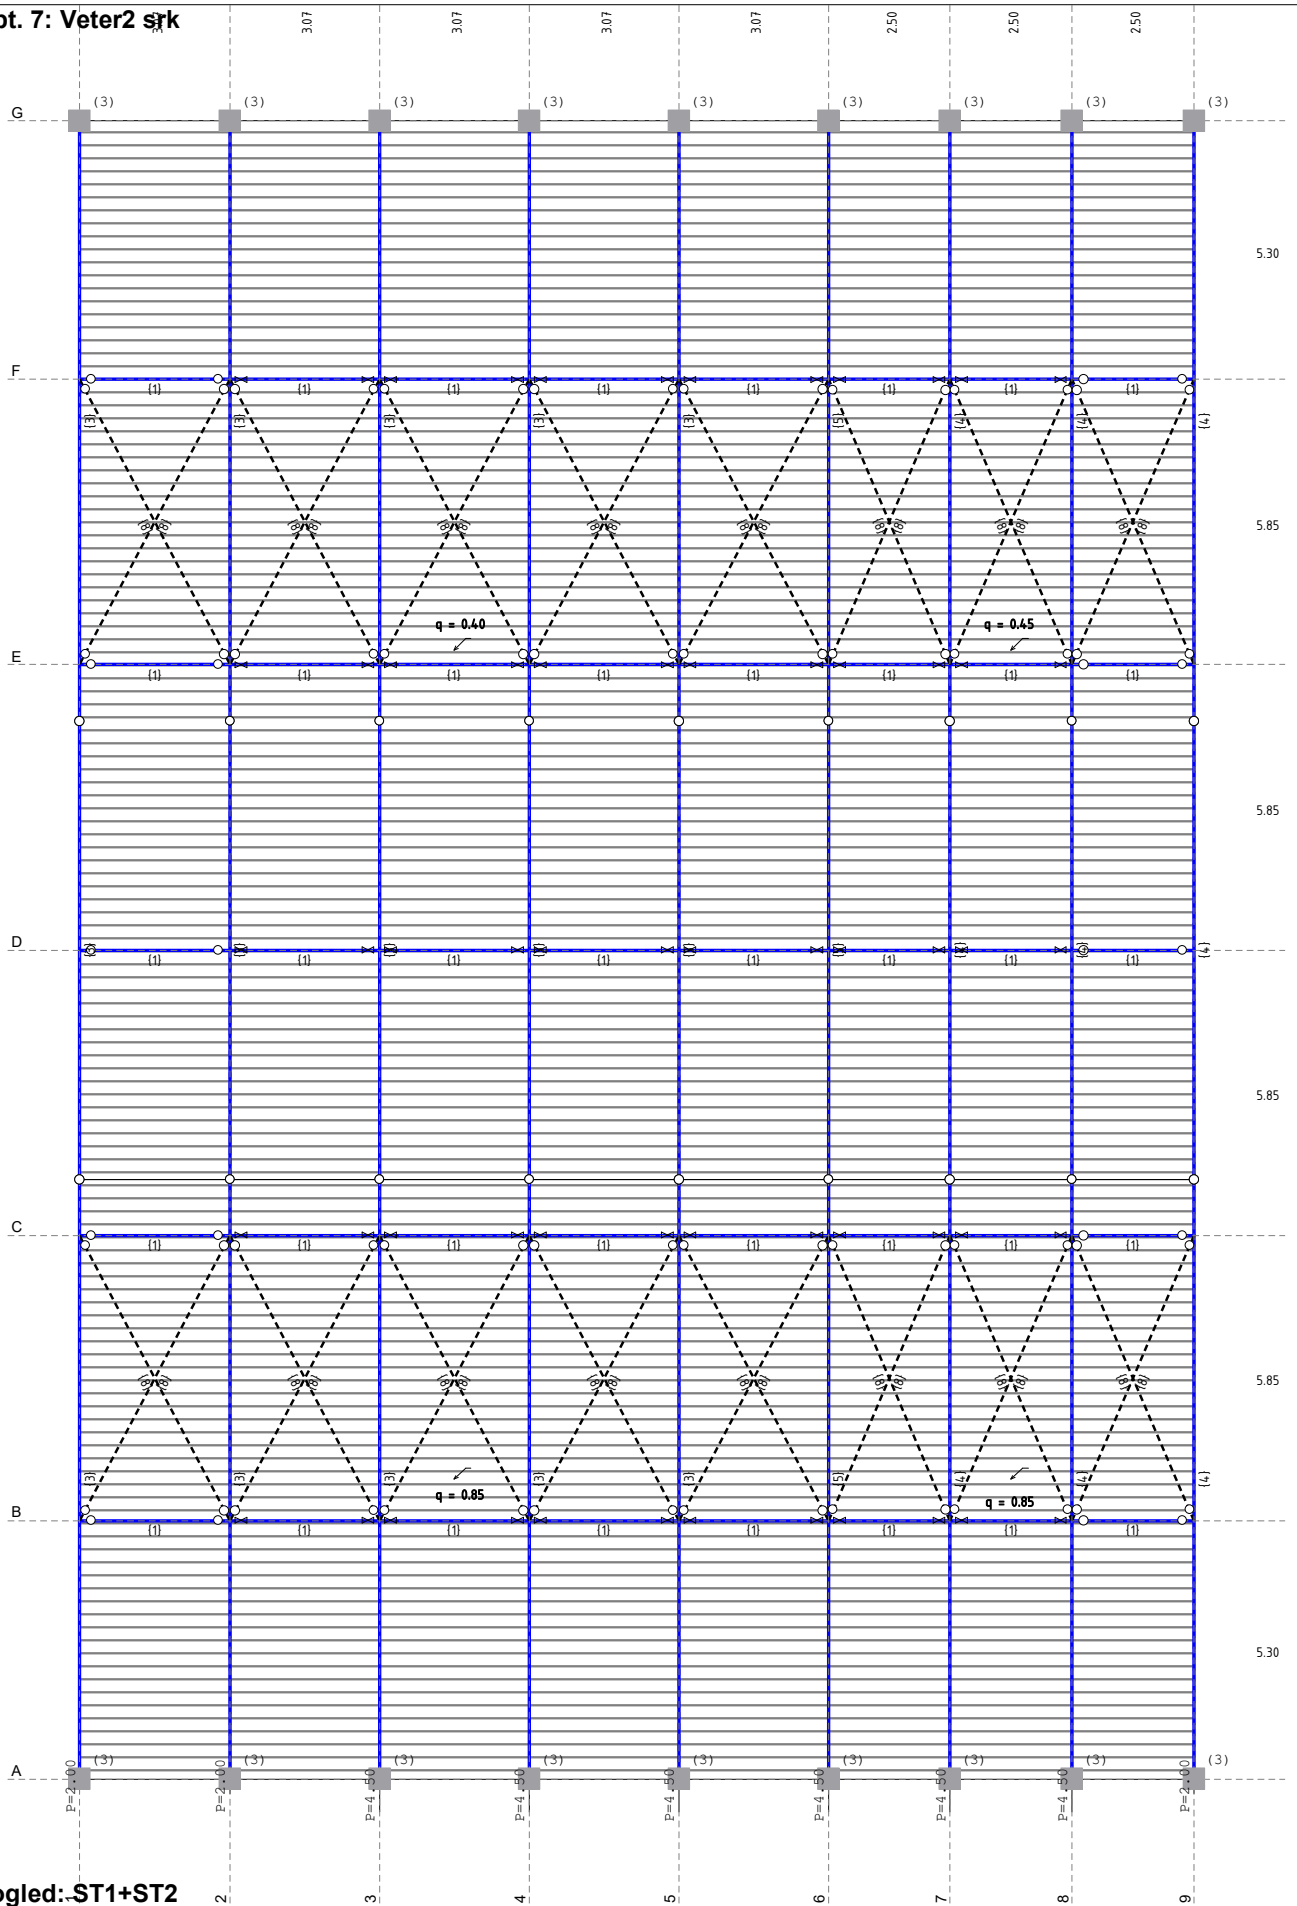 pt. 7: Veter2 srk
3.07 3.07 3.07 3.07 2.50 2.50 2.50
(3) (3) (3) (3) (3) (3) (3) (3) (3)
G
5.30
F
{1} {1} {1} {1} {1} {1} {1} {1}
{3} {3} {3} {3} {3} {5} {4} {4} {4}
5.85
q = 0.40 q = 0.45
E
{1} {1} {1} {1} {1} {1} {1} {1}
5.85
D
{4}
{1} {1} {1} {1} {1} {1} {1} {1}
5.85
C
{1} {1} {1} {1} {1} {1} {1} {1}
5.85
{3} {3} {3} {3} {3} {5} {4} {4} {4}
q = 0.85 q = 0.85
B
{1} {1} {1} {1} {1} {1} {1} {1}
5.30
(3) (3) (3) (3) (3) (3) (3) (3) (3)
A
P=2.00 P=2.00 P=4.50 P=4.50 P=4.50 P=4.50 P=4.50 P=4.50 P=2.00
ogled: ST1+ST2
1 2 3 4 5 6 7 8 9